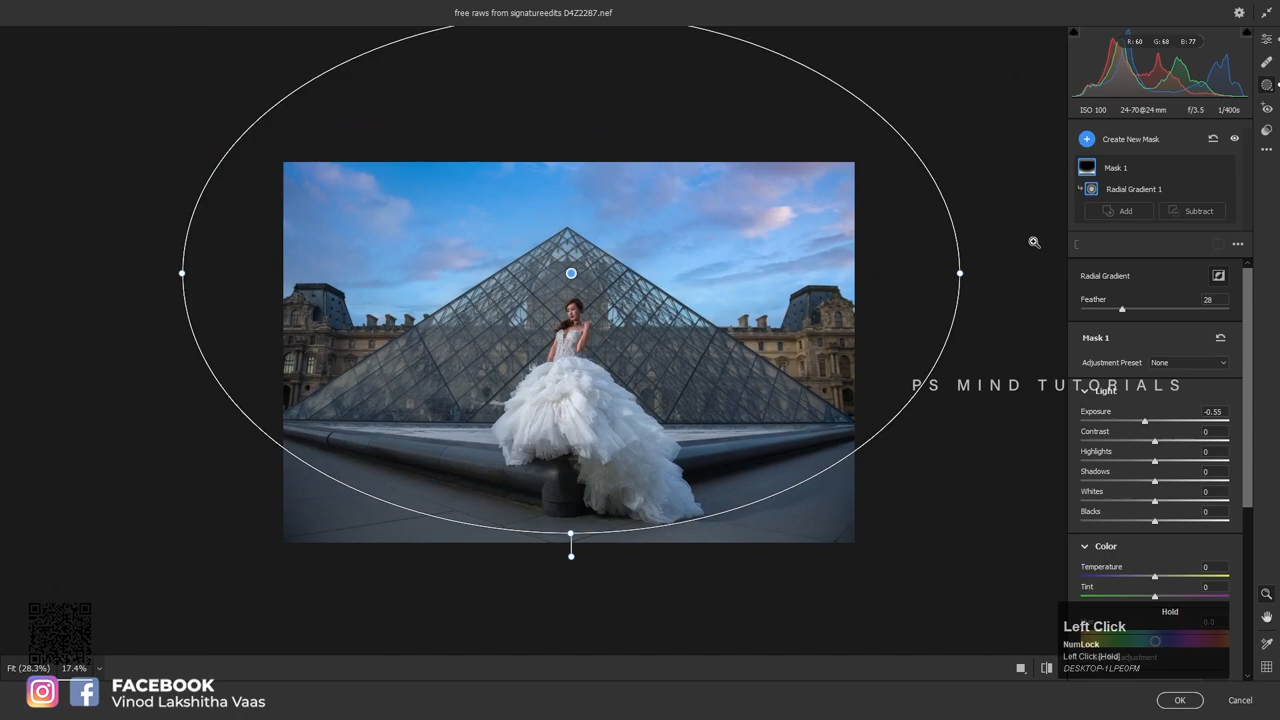 free raws from signatureedits D4Z2287.nef
R: 60 G: 68 B: 77
ISO 100 24-70@24 mm f/3.5 1/400s
Create New Mask
Mask 1
Radial Gradient 1
Add Subtract
Radial Gradient
Feather 28
Mask 1
Adjustment Preset None
PS MIND TUTORIALS
Light
Exposure -0.55
Contrast 0
Highlights 0
Shadows 0
Whites 0
Blacks 0
Color
Temperature 0
Tint 0
Hold
0.0
Left Click
NumLock
Left Click [Hold]
DESKTOP-1LPE0FM
Fit (28.3%) 17.4%
FACEBOOK
Vinod Lakshitha Vaas
OK Cancel